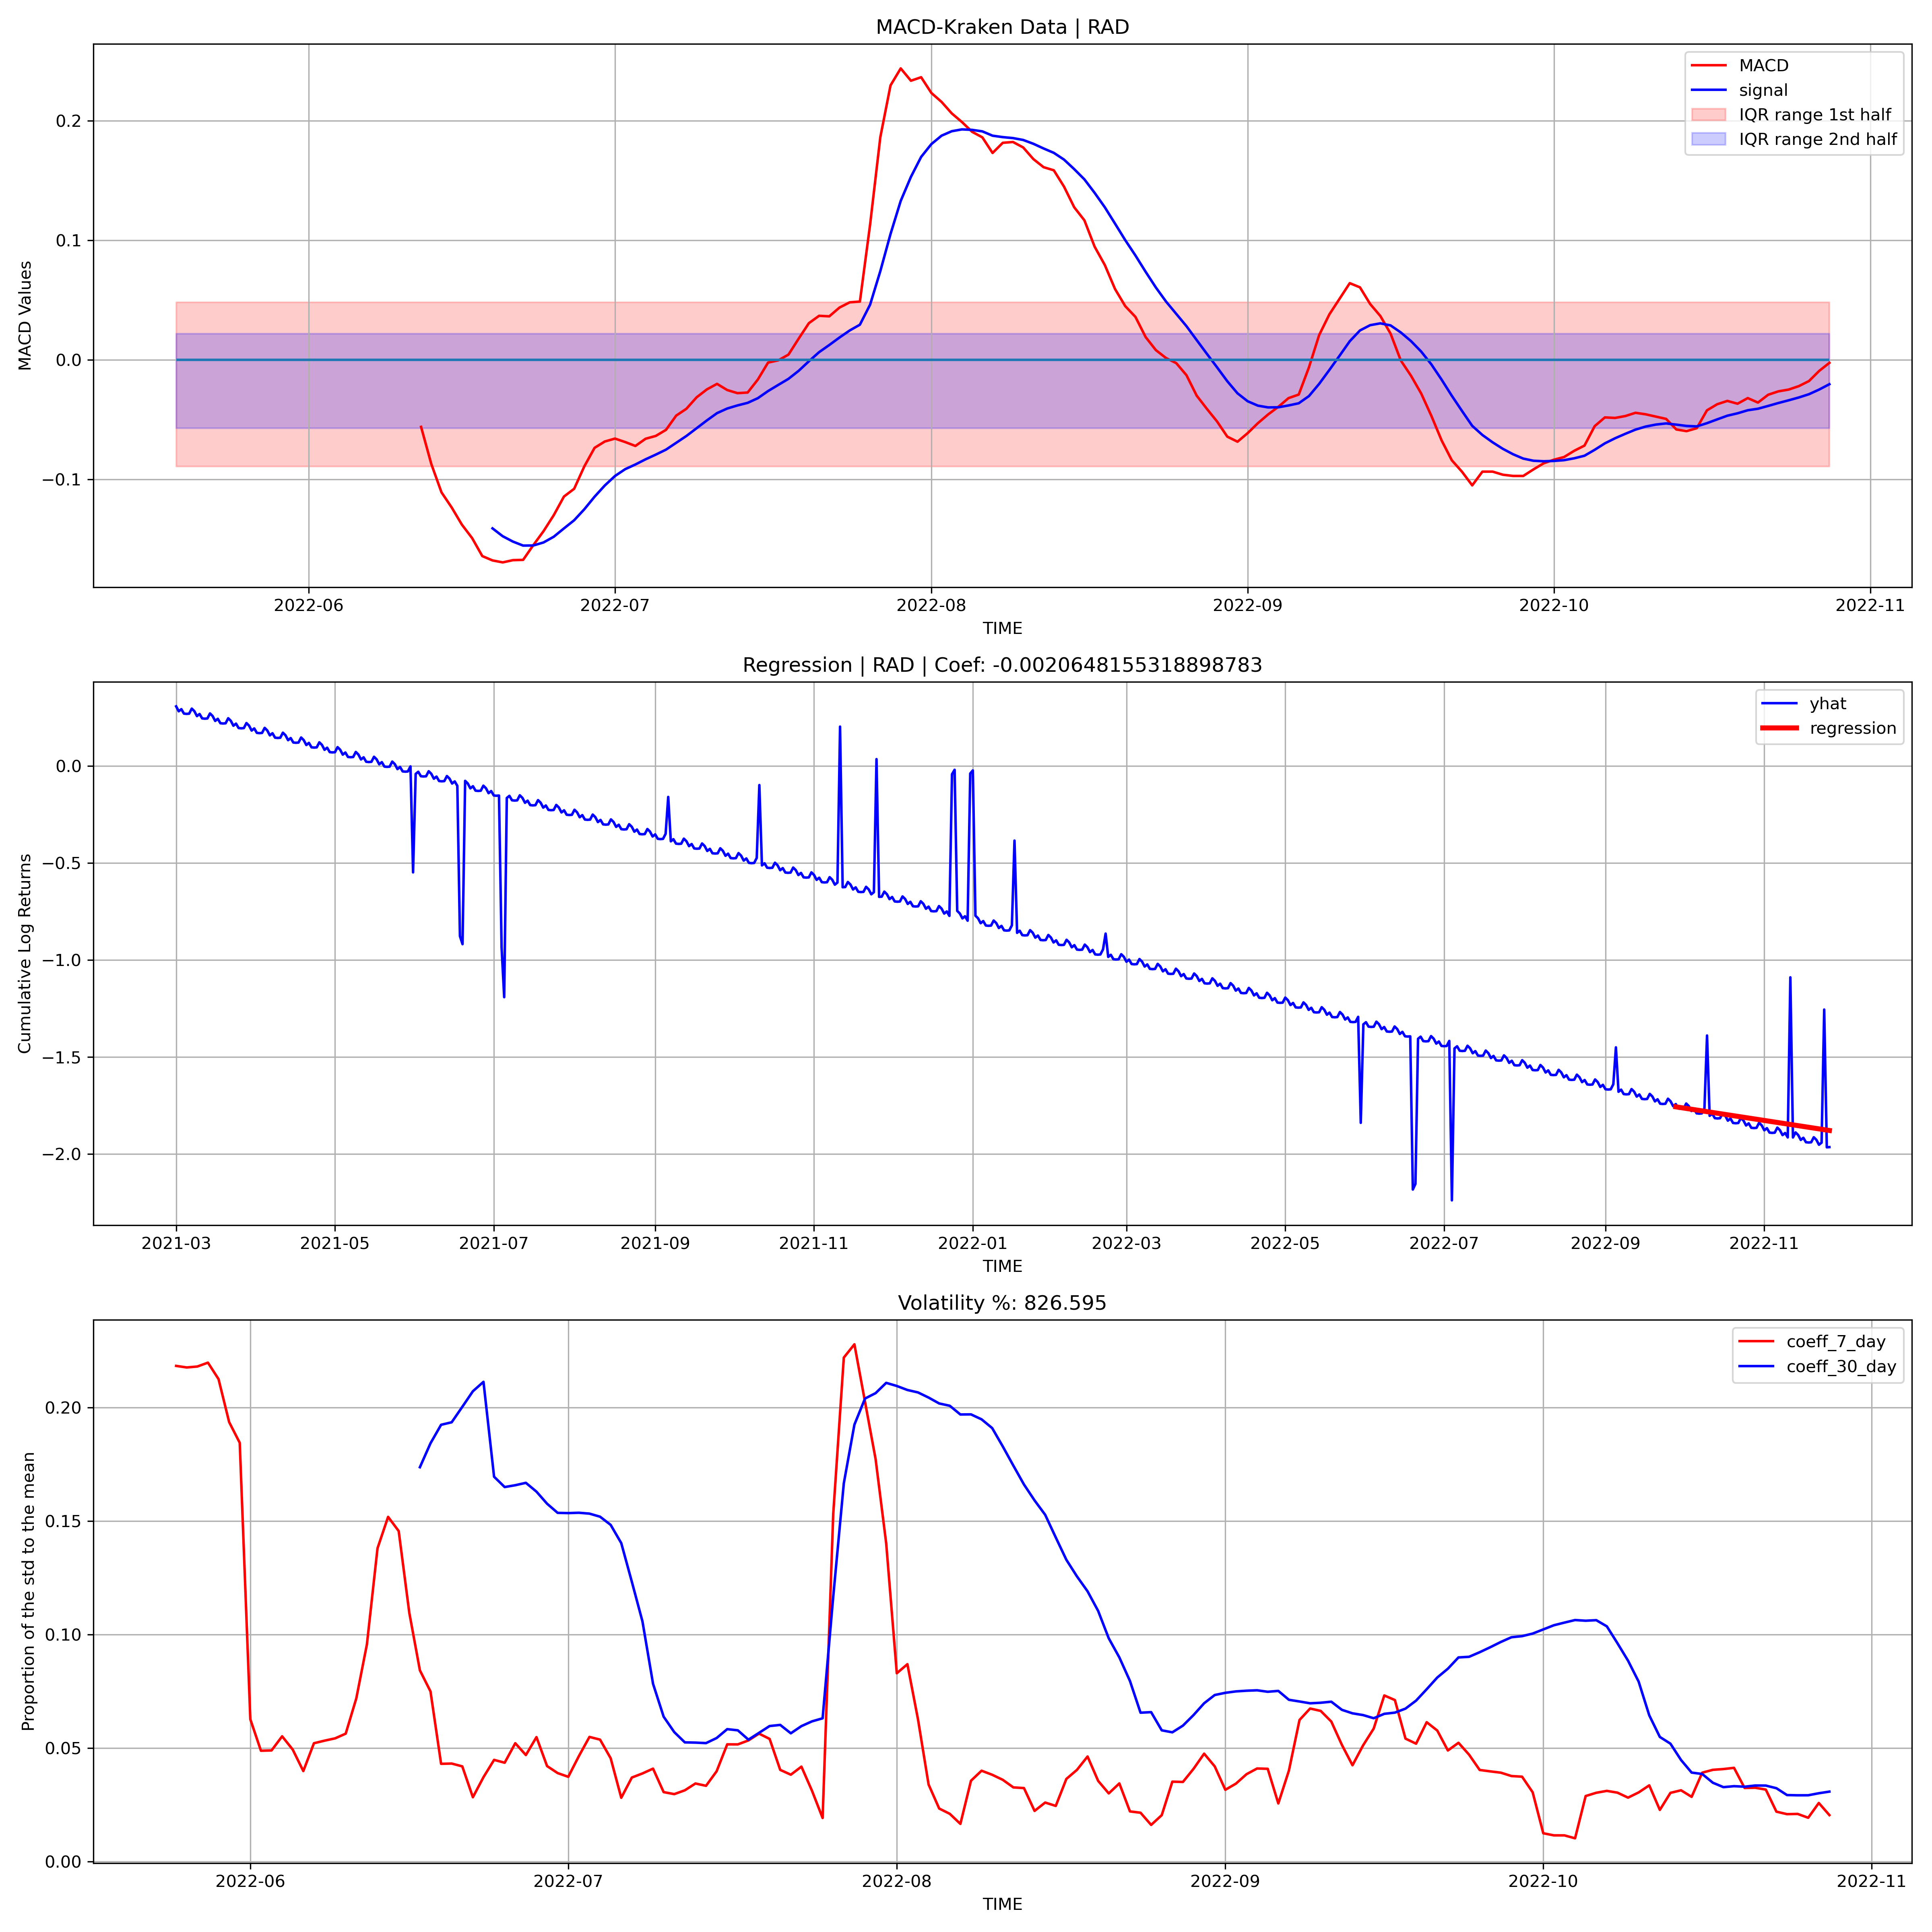 MACD-Kraken Data | RAD
MACD Values
0.2
0.1
0.0
−0.1
MACD
signal
IQR range 1st half
IQR range 2nd half
2022-06 2022-07 2022-08 2022-09 2022-10 2022-11
TIME
Regression | RAD | Coef: -0.0020648155318898783
Cumulative Log Returns
0.0
−0.5
−1.0
−1.5
−2.0
yhat
regression
2021-03 2021-05 2021-07 2021-09 2021-11 2022-01 2022-03 2022-05 2022-07 2022-09 2022-11
TIME
Volatility %: 826.595
Proportion of the std to the mean
0.20
0.15
0.10
0.05
0.00
coeff_7_day
coeff_30_day
2022-06 2022-07 2022-08 2022-09 2022-10 2022-11
TIME